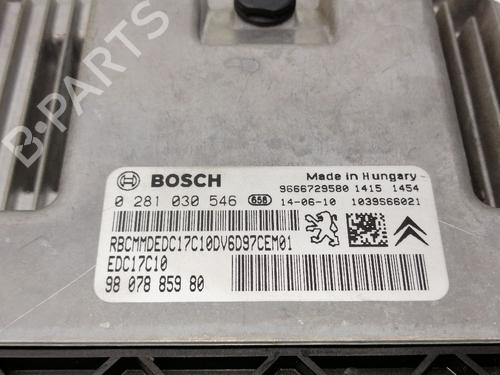 B-PARTS
BOSCH
Made in Hungary
0 281 030 546 658
9666729580 1415 1454
14-06-10 1039S66021
RBCMMDEDC17C10DV6D97CEM01
EDC17C10
98 078 859 80